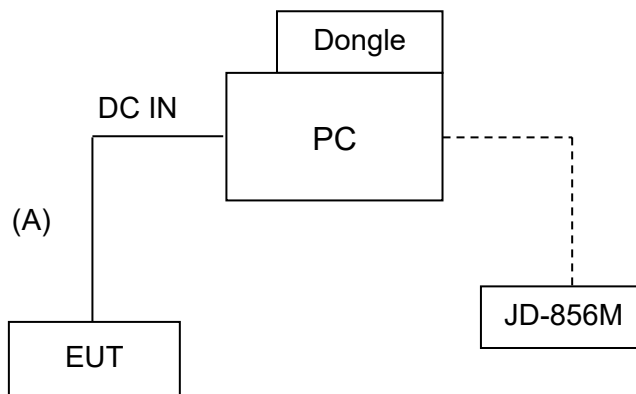 Dongle
DC IN
PC
(A)
JD-856M
EUT